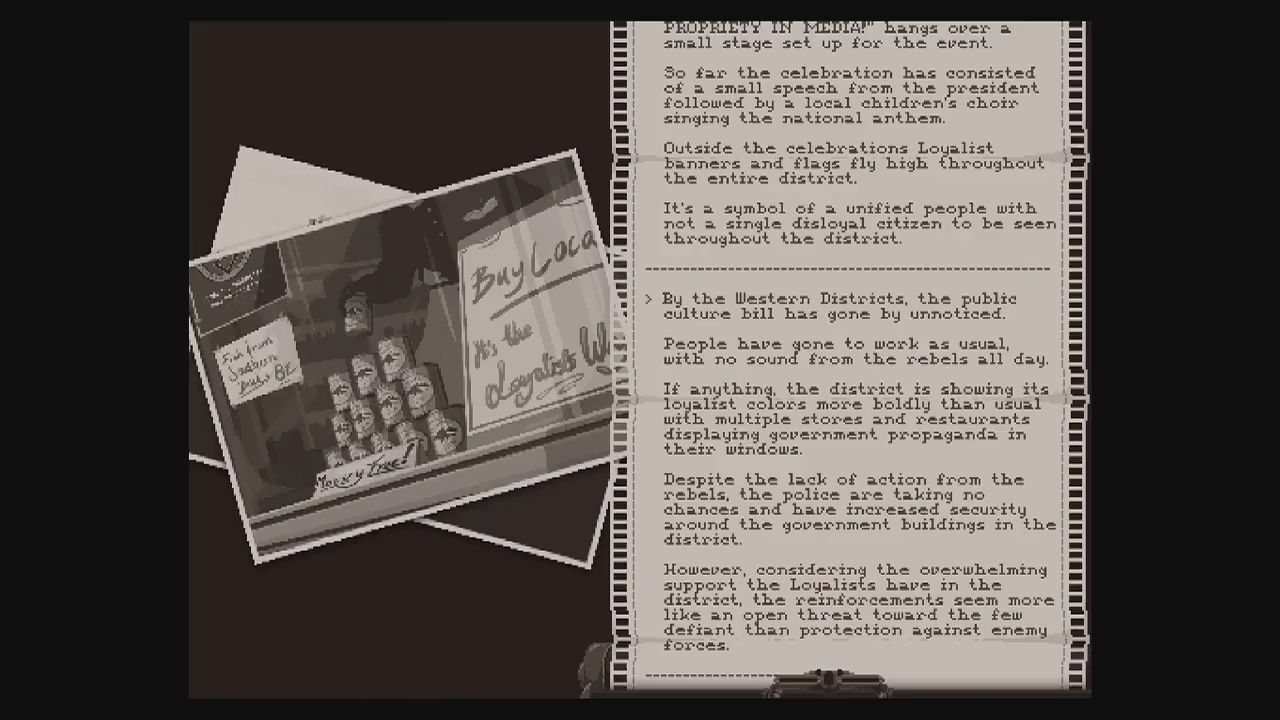 PROPRIETY IN MEDIA!" hangs over a
small stage set up for the event.
So far the celebration has consisted
of a small speech from the president
followed by a local children's choir
singing the national anthem.
Outside the celebrations Loyalist
banners and flags fly high throughout
the entire district.
It's a symbol of a unified people with
not a single disloyal citizen to be seen
throughout the district.
> By the Western Districts, the public
culture bill has gone by unnoticed.
People have gone to work as usual,
with no sound from the rebels all day.
If anything, the district is showing its
loyalist colors more boldly than usual
with multiple stores and restaurants
displaying government propaganda in
their windows.
Despite the lack of action from the
rebels, the police are taking no
chances and have increased security
around the government buildings in the
district.
However, considering the overwhelming
support the Loyalists have in the
district, the reinforcements seem more
like an open threat toward the few
defiant than protection against enemy
forces.
Buy Loca
It's the
Loyalists W
Fish from